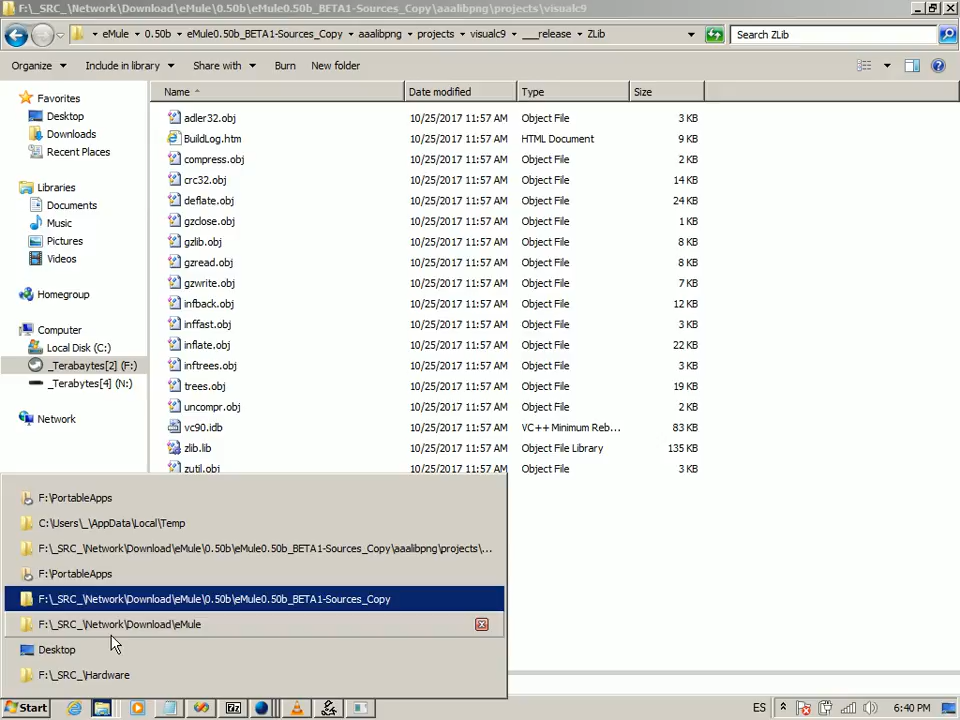 F:\_SRC_\Network\Download\eMule\0.50b\eMule0.50b_BETA1-Sources_Copy\aaalibpng\projects\visualc9
eMule 0.50b eMule0.50b_BETA1-Sources_Copy aaalibpng projects visualc9 ___release ZLib Search ZLib
Organize Include in library Share with Burn New folder
Name Date modified Type Size
Favorites
Desktop
Downloads
Recent Places
Libraries
Documents
Music
Pictures
Videos
Homegroup
Computer
Local Disk (C:)
_Terabaytes[2] (F:)
_Terabytes[4] (N:)
Network
adler32.obj 10/25/2017 11:57 AM Object File 3 KB
BuildLog.htm 10/25/2017 11:57 AM HTML Document 9 KB
compress.obj 10/25/2017 11:57 AM Object File 2 KB
crc32.obj 10/25/2017 11:57 AM Object File 14 KB
deflate.obj 10/25/2017 11:57 AM Object File 24 KB
gzclose.obj 10/25/2017 11:57 AM Object File 1 KB
gzlib.obj 10/25/2017 11:57 AM Object File 8 KB
gzread.obj 10/25/2017 11:57 AM Object File 8 KB
gzwrite.obj 10/25/2017 11:57 AM Object File 7 KB
infback.obj 10/25/2017 11:57 AM Object File 12 KB
inffast.obj 10/25/2017 11:57 AM Object File 3 KB
inflate.obj 10/25/2017 11:57 AM Object File 22 KB
inftrees.obj 10/25/2017 11:57 AM Object File 3 KB
trees.obj 10/25/2017 11:57 AM Object File 19 KB
uncompr.obj 10/25/2017 11:57 AM Object File 2 KB
vc90.idb 10/25/2017 11:57 AM VC++ Minimum Reb... 83 KB
zlib.lib 10/25/2017 11:57 AM Object File Library 135 KB
zutil.obj 10/25/2017 11:57 AM Object File 3 KB
F:\PortableApps
C:\Users\_\AppData\Local\Temp
F:\_SRC_\Network\Download\eMule\0.50b\eMule0.50b_BETA1-Sources_Copy\aaalibpng\projects\...
F:\PortableApps
F:\_SRC_\Network\Download\eMule\0.50b\eMule0.50b_BETA1-Sources_Copy
F:\_SRC_\Network\Download\eMule
Desktop
F:\_SRC_\Hardware
Start ES 6:40 PM